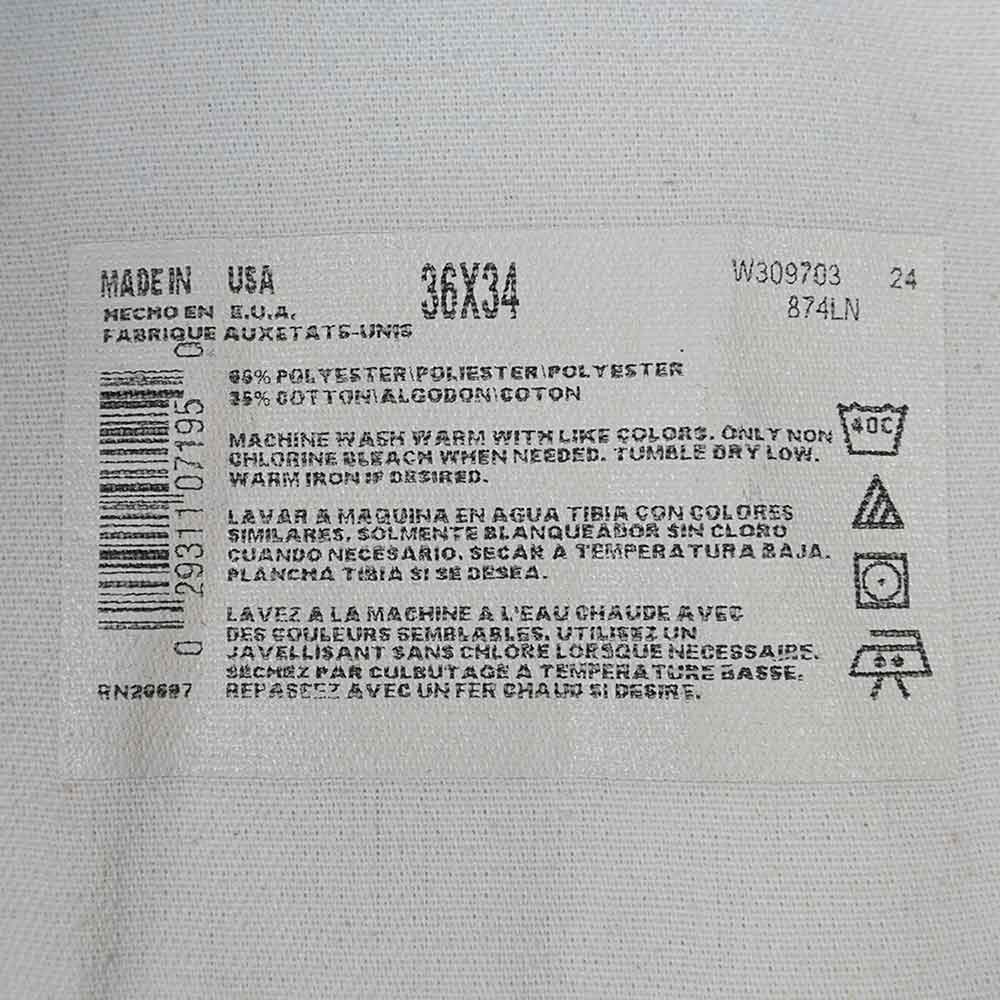 MADE IN USA 36X34 W309703 24
HECHO EN E.U.A. 874LN
FABRIQUE AUXETATS-UNIS
65% POLYESTER\POLIESTER\POLYESTER
35% COTTON\ALGODON\COTON
MACHINE WASH WARM WITH LIKE COLORS. ONLY NON
CHLORINE BLEACH WHEN NEEDED. TUMBLE DRY LOW.
WARM IRON IF DESIRED.
LAVAR A MAQUINA EN AGUA TIBIA CON COLORES
SIMILARES. SOLMENTE BLANQUEADOR SIN CLORO
CUANDO NECESARIO. SECAR A TEMPERATURA BAJA.
PLANCHA TIBIA SI SE DESEA.
LAVEZ A LA MACHINE A L'EAU CHAUDE AVEC
DES COULEURS SEMBLABLES. UTILISEZ UN
JAVELLISANT SANS CHLORE LORSQUE NECESSAIRE.
SECHEZ PAR CULBUTAGE A TEMPERATURE BASSE.
REPASSEZ AVEC UN FER CHAUD SI DESIRE.
40C
0 29311 07195 0